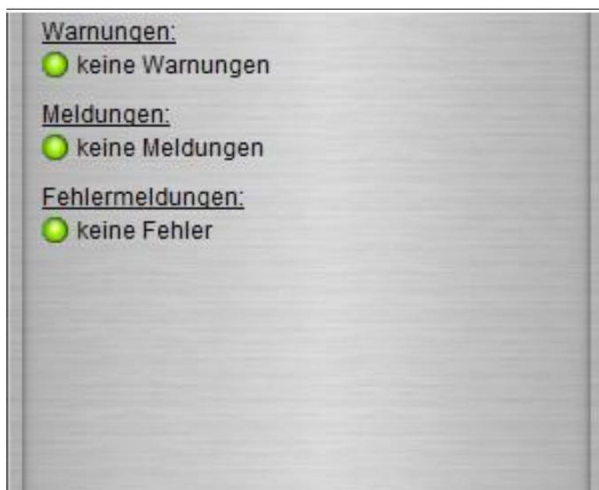 Warnungen:
keine Warnungen
Meldungen:
keine Meldungen
Fehlermeldungen:
keine Fehler